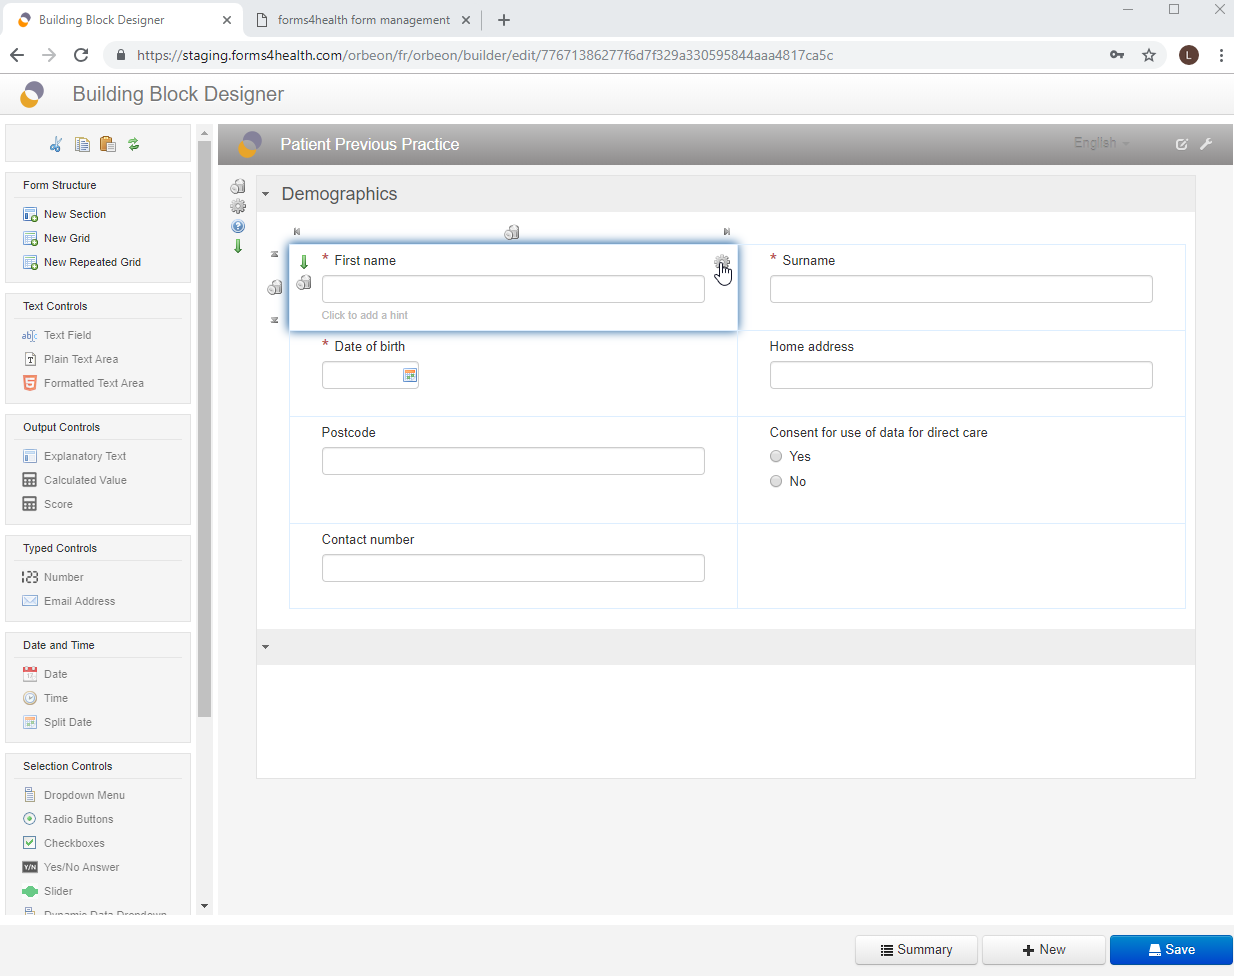 Building Block Designer
forms4health form management
https://staging.forms4health.com/orbeon/fr/orbeon/builder/edit/77671386277f6d7f329a330595844aaa4817ca5c
L
Building Block Designer
Patient Previous Practice
English
Form Structure
New Section
New Grid
New Repeated Grid
Text Controls
Text Field
Plain Text Area
Formatted Text Area
Output Controls
Explanatory Text
Calculated Value
Score
Typed Controls
Number
Email Address
Date and Time
Date
Time
Split Date
Selection Controls
Dropdown Menu
Radio Buttons
Checkboxes
Y/N Yes/No Answer
Slider
Dynamic Data Dropdown
Demographics
* First name
Click to add a hint
* Surname
* Date of birth
Home address
Postcode
Consent for use of data for direct care
Yes
No
Contact number
Summary
New
Save